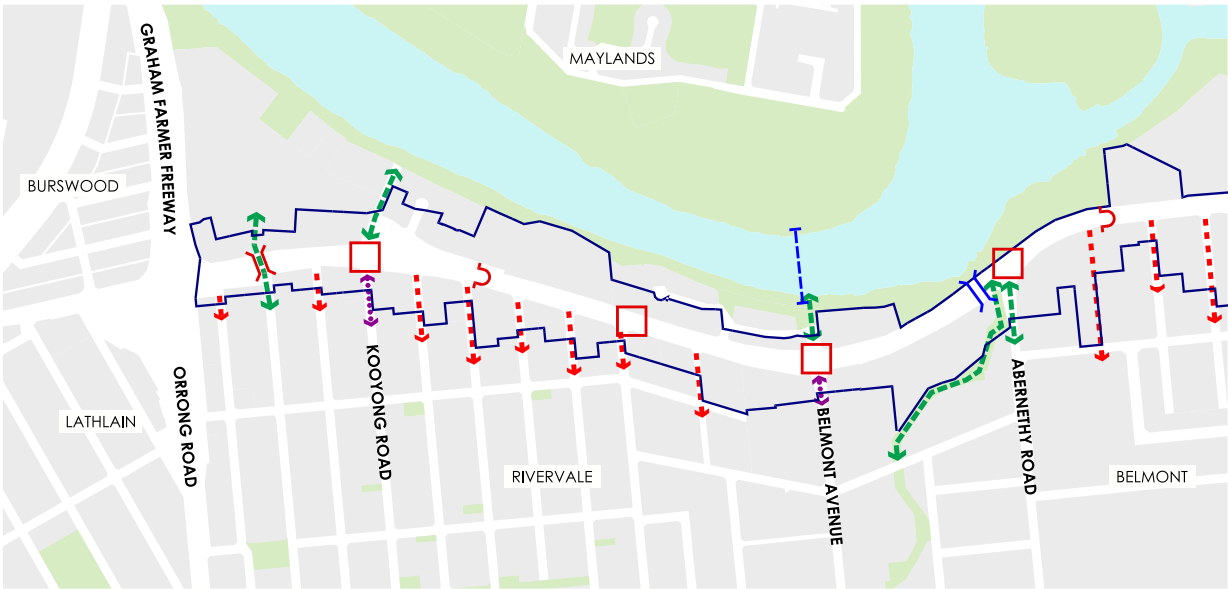 MAYLANDS
GRAHAM FARMER FREEWAY
BURSWOOD
ORRONG ROAD
KOOYONG ROAD
LATHLAIN
RIVERVALE
BELMONT AVENUE
ABERNETHY ROAD
BELMONT